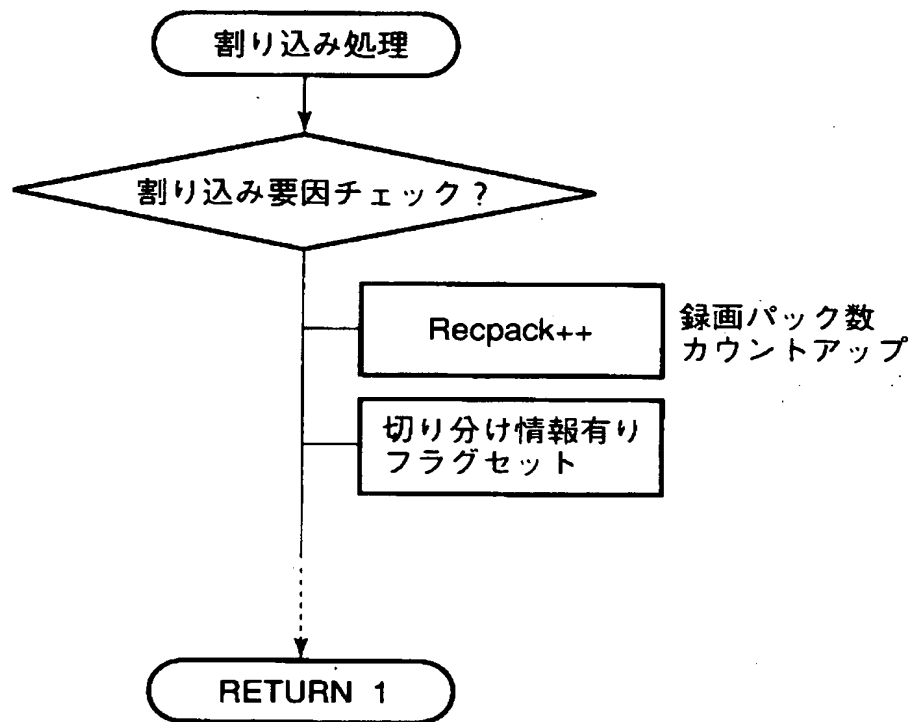 割り込み処理
割り込み要因チェック?
Recpack++
録画パック数
カウントアップ
切り分け情報有り
フラグセット
RETURN 1